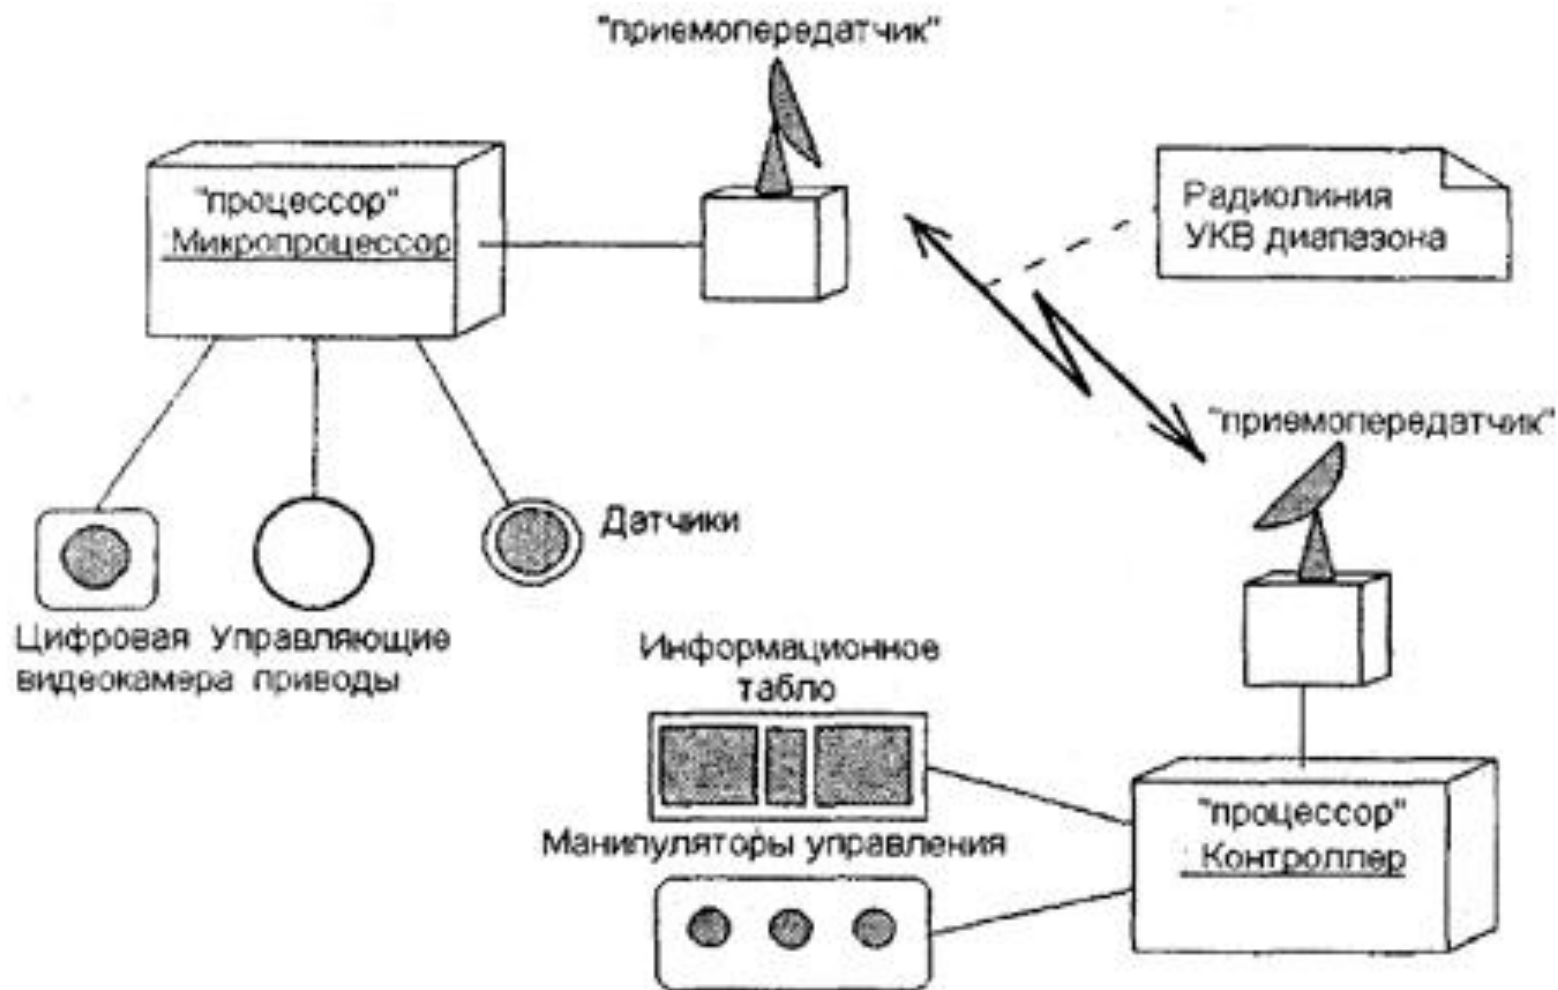 "приемопередатчик"
"процессор"
:Микропроцессор
Радиолиния
УКВ диапазона
"приемопередатчик"
Датчики
Цифровая
видеокамера
Управляющие
приводы
Информационное
табло
Манипуляторы управления
"процессор"
:Контроллер